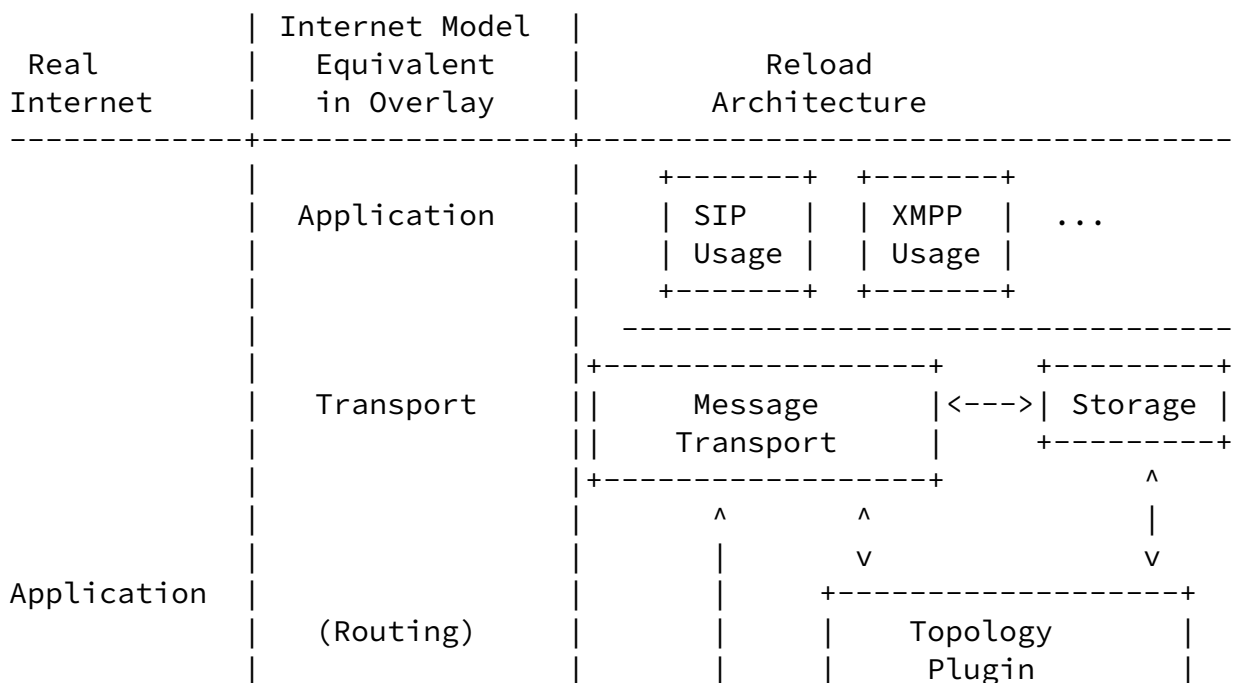 | Internet Model  |
 Real        |   Equivalent    |          Reload
Internet     |   in Overlay    |       Architecture
-------------+-----------------+------------------------------------
             |                 |    +-------+  +-------+
             |  Application    |    | SIP   |  | XMPP  |  ...
             |                 |    | Usage |  | Usage |
             |                 |    +-------+  +-------+
             |                 |  ----------------------------------
             |                 |+------------------+     +---------+
             |   Transport     ||     Message      |<--->| Storage |
             |                 ||    Transport     |     +---------+
             |                 |+------------------+           ^
             |                 |       ^       ^               |
             |                 |       |       v               v
Application  |                 |       |     +-------------------+
             |   (Routing)     |       |     |    Topology       |
             |                 |       |     |     Plugin        |